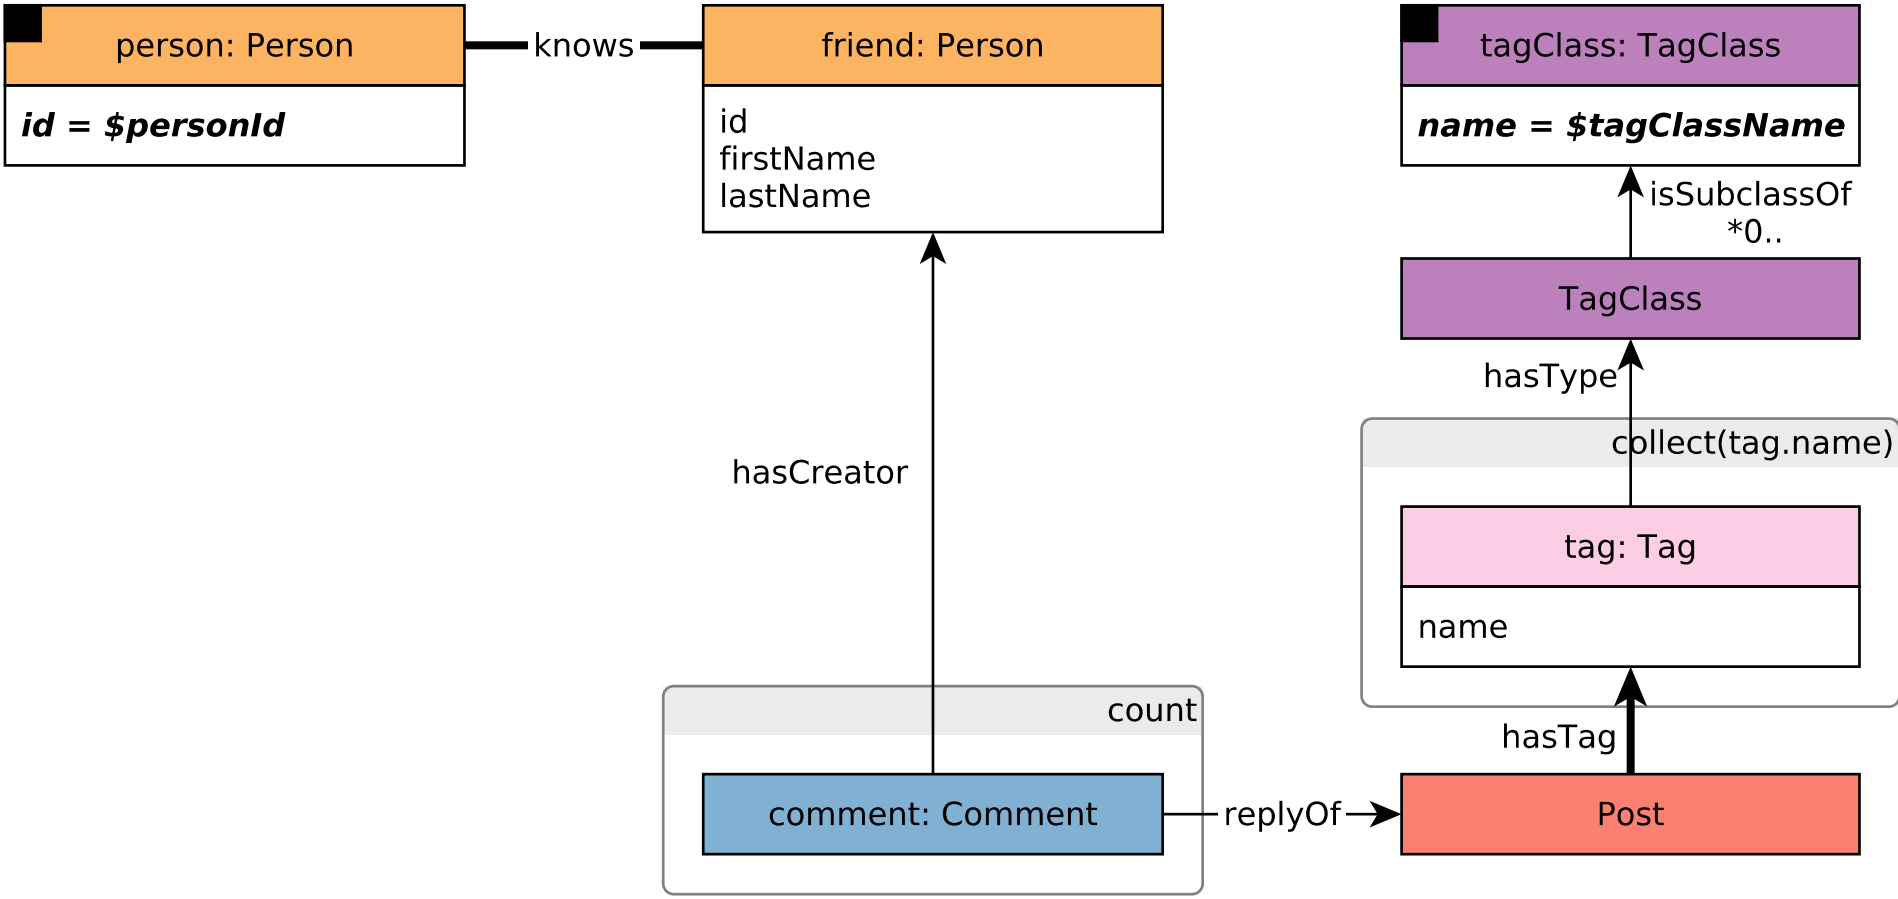 person: Person
id = $personId
knows
friend: Person
id
firstName
lastName
tagClass: TagClass
name = $tagClassName
isSubclassOf
*0..
TagClass
hasType
collect(tag.name)
hasCreator
tag: Tag
name
count
hasTag
comment: Comment
replyOf
Post